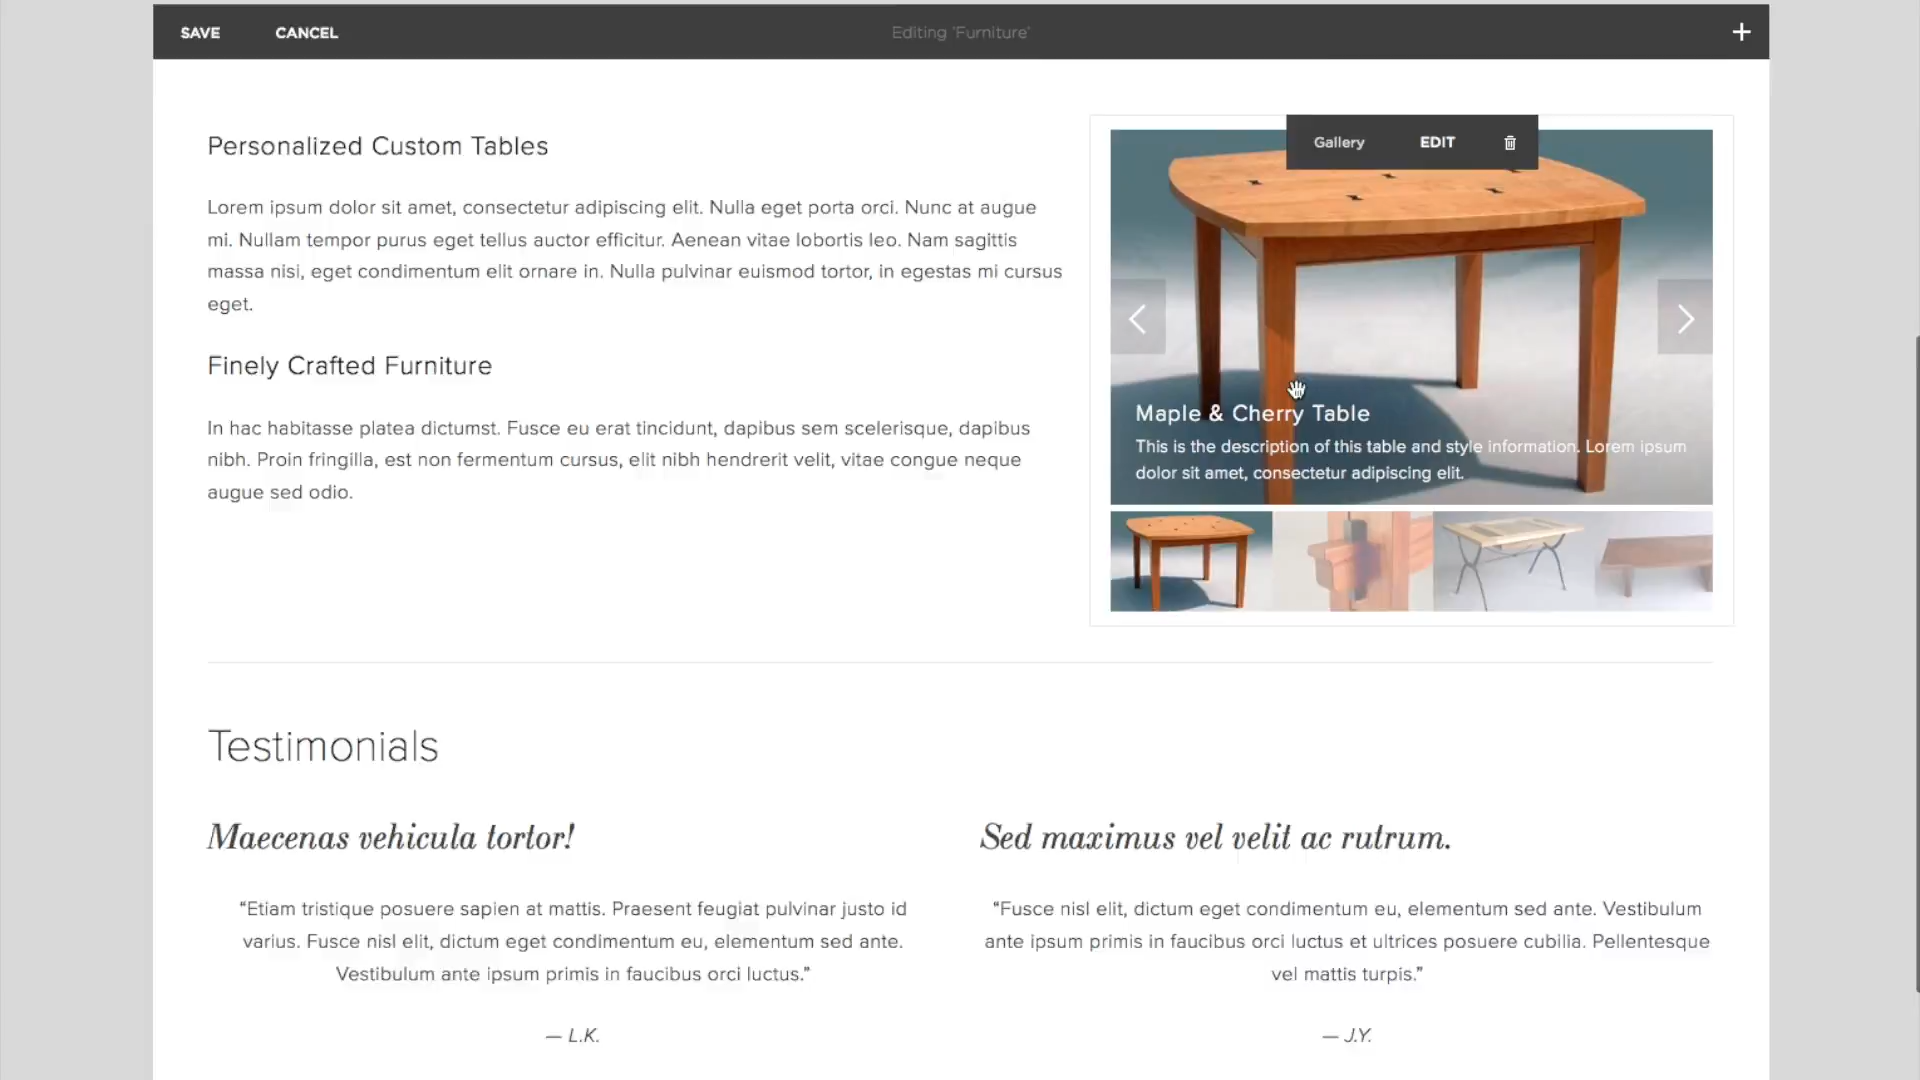 SAVE CANCEL Editing 'Furniture' +
Gallery EDIT
Personalized Custom Tables
Lorem ipsum dolor sit amet, consectetur adipiscing elit. Nulla eget porta orci. Nunc at augue
mi. Nullam tempor purus eget tellus auctor efficitur. Aenean vitae lobortis leo. Nam sagittis
massa nisi, eget condimentum elit ornare in. Nulla pulvinar euismod tortor, in egestas mi cursus
eget.
Finely Crafted Furniture
In hac habitasse platea dictumst. Fusce eu erat tincidunt, dapibus sem scelerisque, dapibus
nibh. Proin fringilla, est non fermentum cursus, elit nibh hendrerit velit, vitae congue neque
augue sed odio.
Maple & Cherry Table
This is the description of this table and style information. Lorem ipsum
dolor sit amet, consectetur adipiscing elit.
Testimonials
Maecenas vehicula tortor!
“Etiam tristique posuere sapien at mattis. Praesent feugiat pulvinar justo id
varius. Fusce nisl elit, dictum eget condimentum eu, elementum sed ante.
Vestibulum ante ipsum primis in faucibus orci luctus.”
— L.K.
Sed maximus vel velit ac rutrum.
“Fusce nisl elit, dictum eget condimentum eu, elementum sed ante. Vestibulum
ante ipsum primis in faucibus orci luctus et ultrices posuere cubilia. Pellentesque
vel mattis turpis.”
— J.Y.